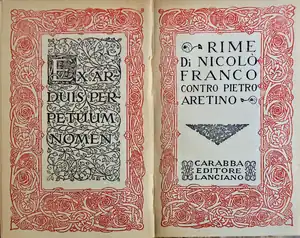 EX AR-
DUIS PER-
PETUUM
NOMEN
RIME
Di NICOLÒ
FRANCO
CONTRO PIETRO
ARETINO
CARABBA
EDITORE
LANCIANO